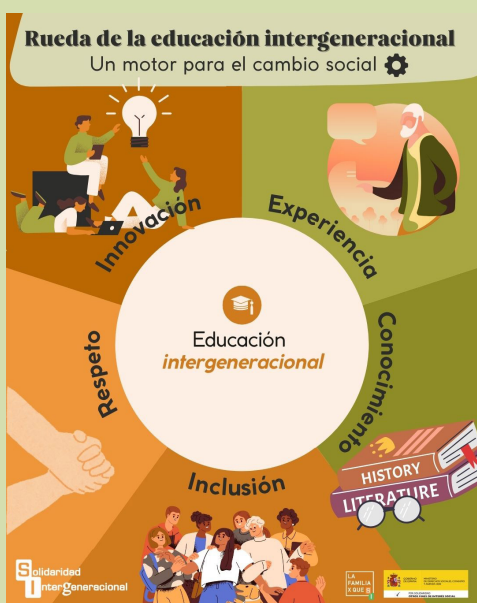 Rueda de la educación intergeneracional
Un motor para el cambio social
Innovación
Experiencia
Educación
intergeneracional
Respeto
Conocimiento
Inclusión
HISTORY
LITERATURE
Solidaridad
Intergeneracional
LA
FAMILIA
X QUE